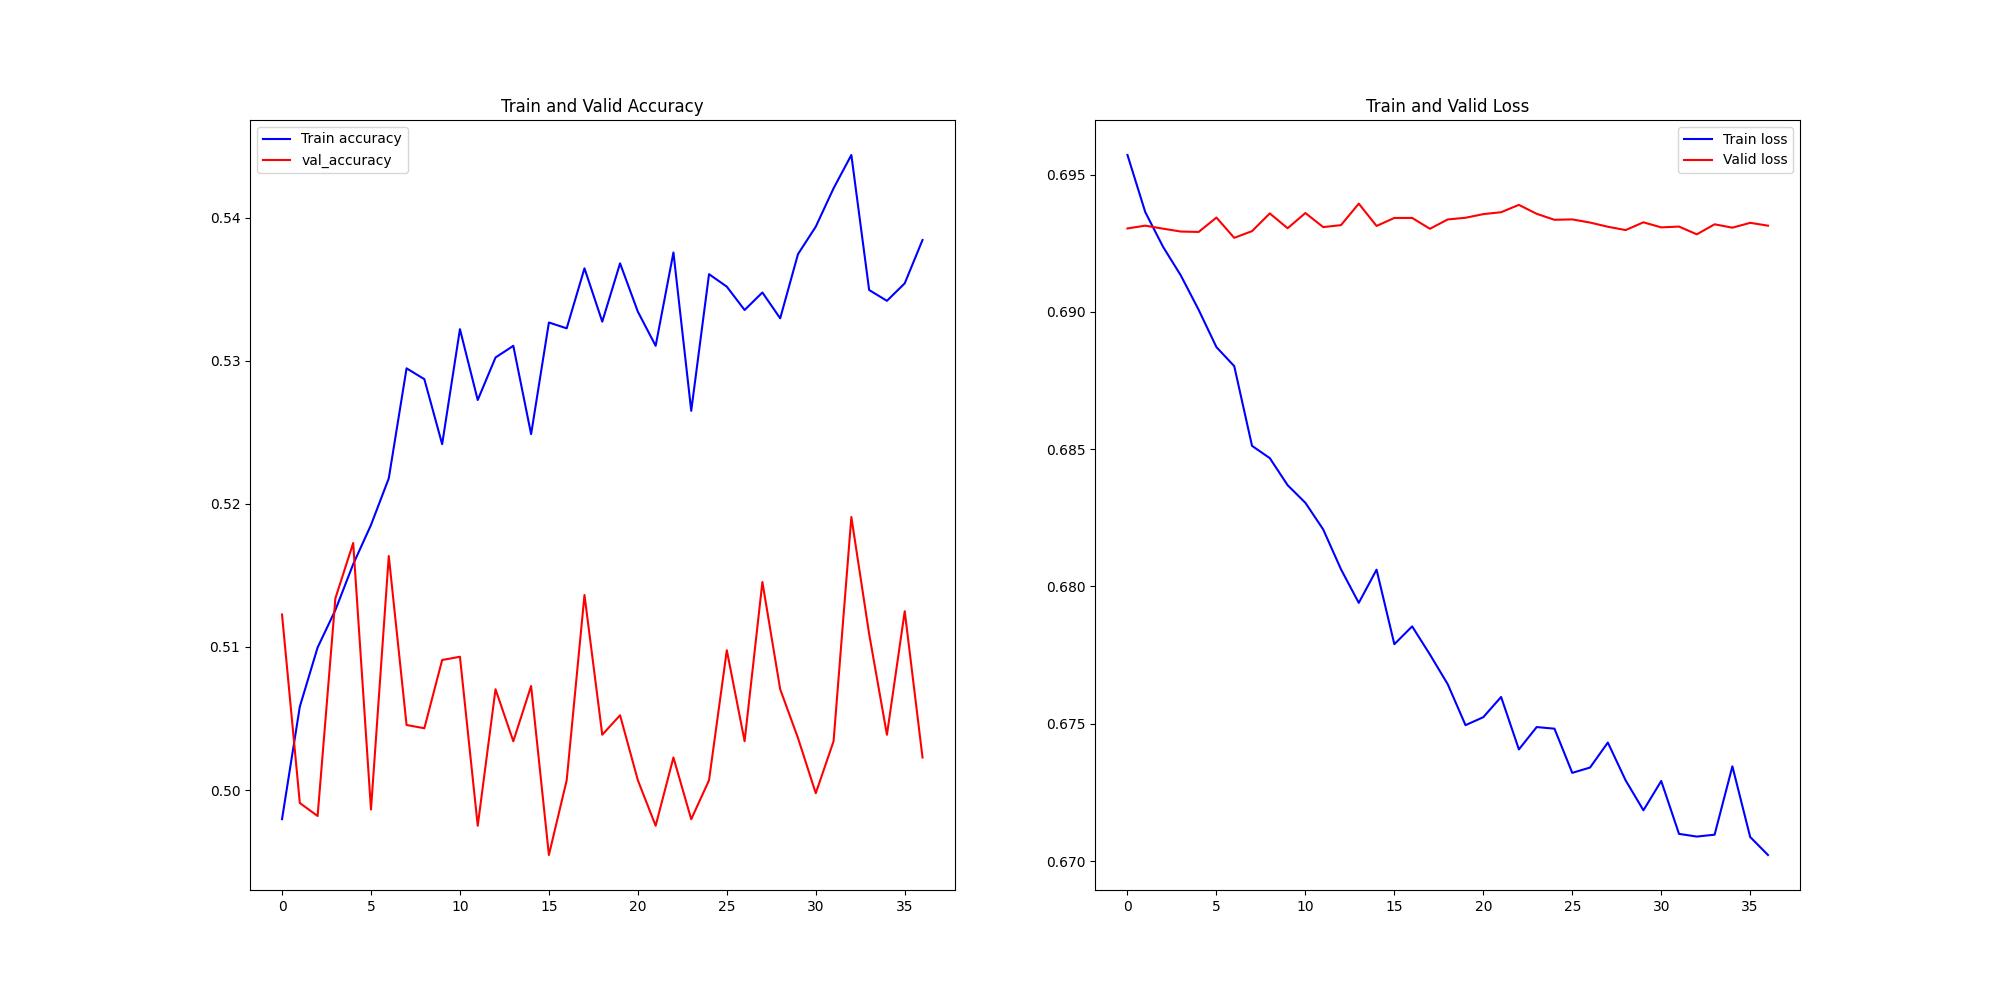 Train and Valid Accuracy
Train accuracy
val_accuracy
0.54
0.53
0.52
0.51
0.50
0 5 10 15 20 25 30 35
Train and Valid Loss
Train loss
Valid loss
0.695
0.690
0.685
0.680
0.675
0.670
0 5 10 15 20 25 30 35